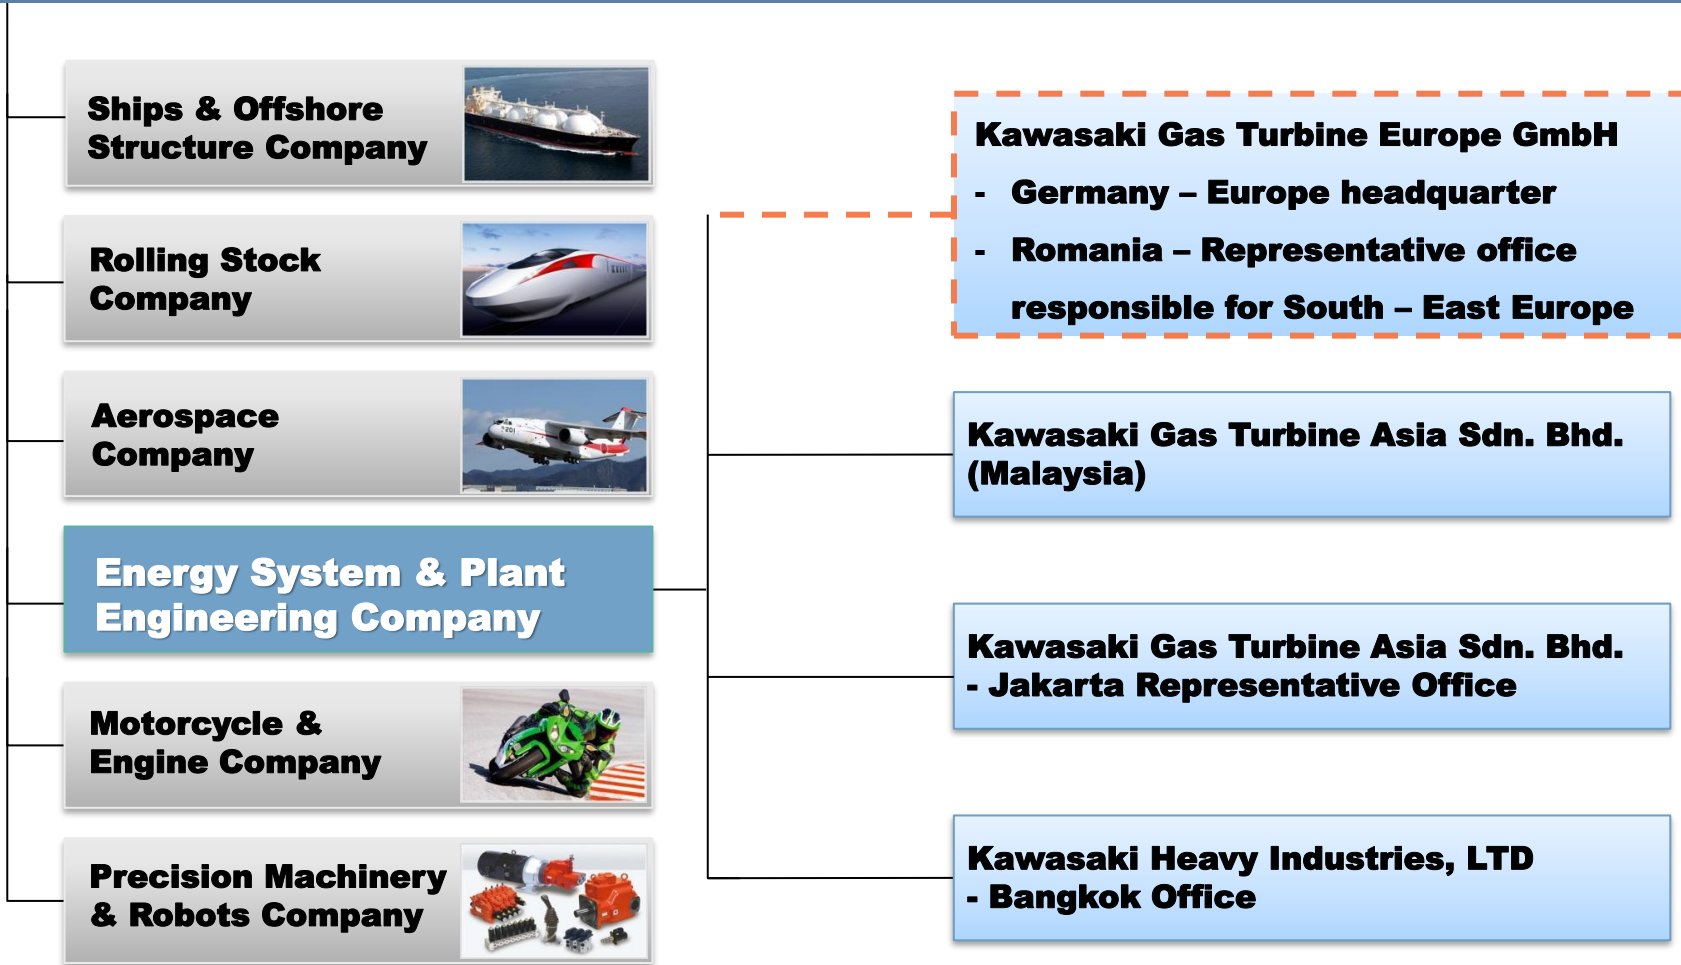 Ships & Offshore
Structure Company
Rolling Stock
Company
Aerospace
Company
201
Energy System & Plant
Engineering Company
Motorcycle &
Engine Company
Precision Machinery
& Robots Company
Kawasaki Gas Turbine Europe GmbH
- Germany – Europe headquarter
- Romania – Representative office
responsible for South – East Europe
Kawasaki Gas Turbine Asia Sdn. Bhd.
(Malaysia)
Kawasaki Gas Turbine Asia Sdn. Bhd.
- Jakarta Representative Office
Kawasaki Heavy Industries, LTD
- Bangkok Office